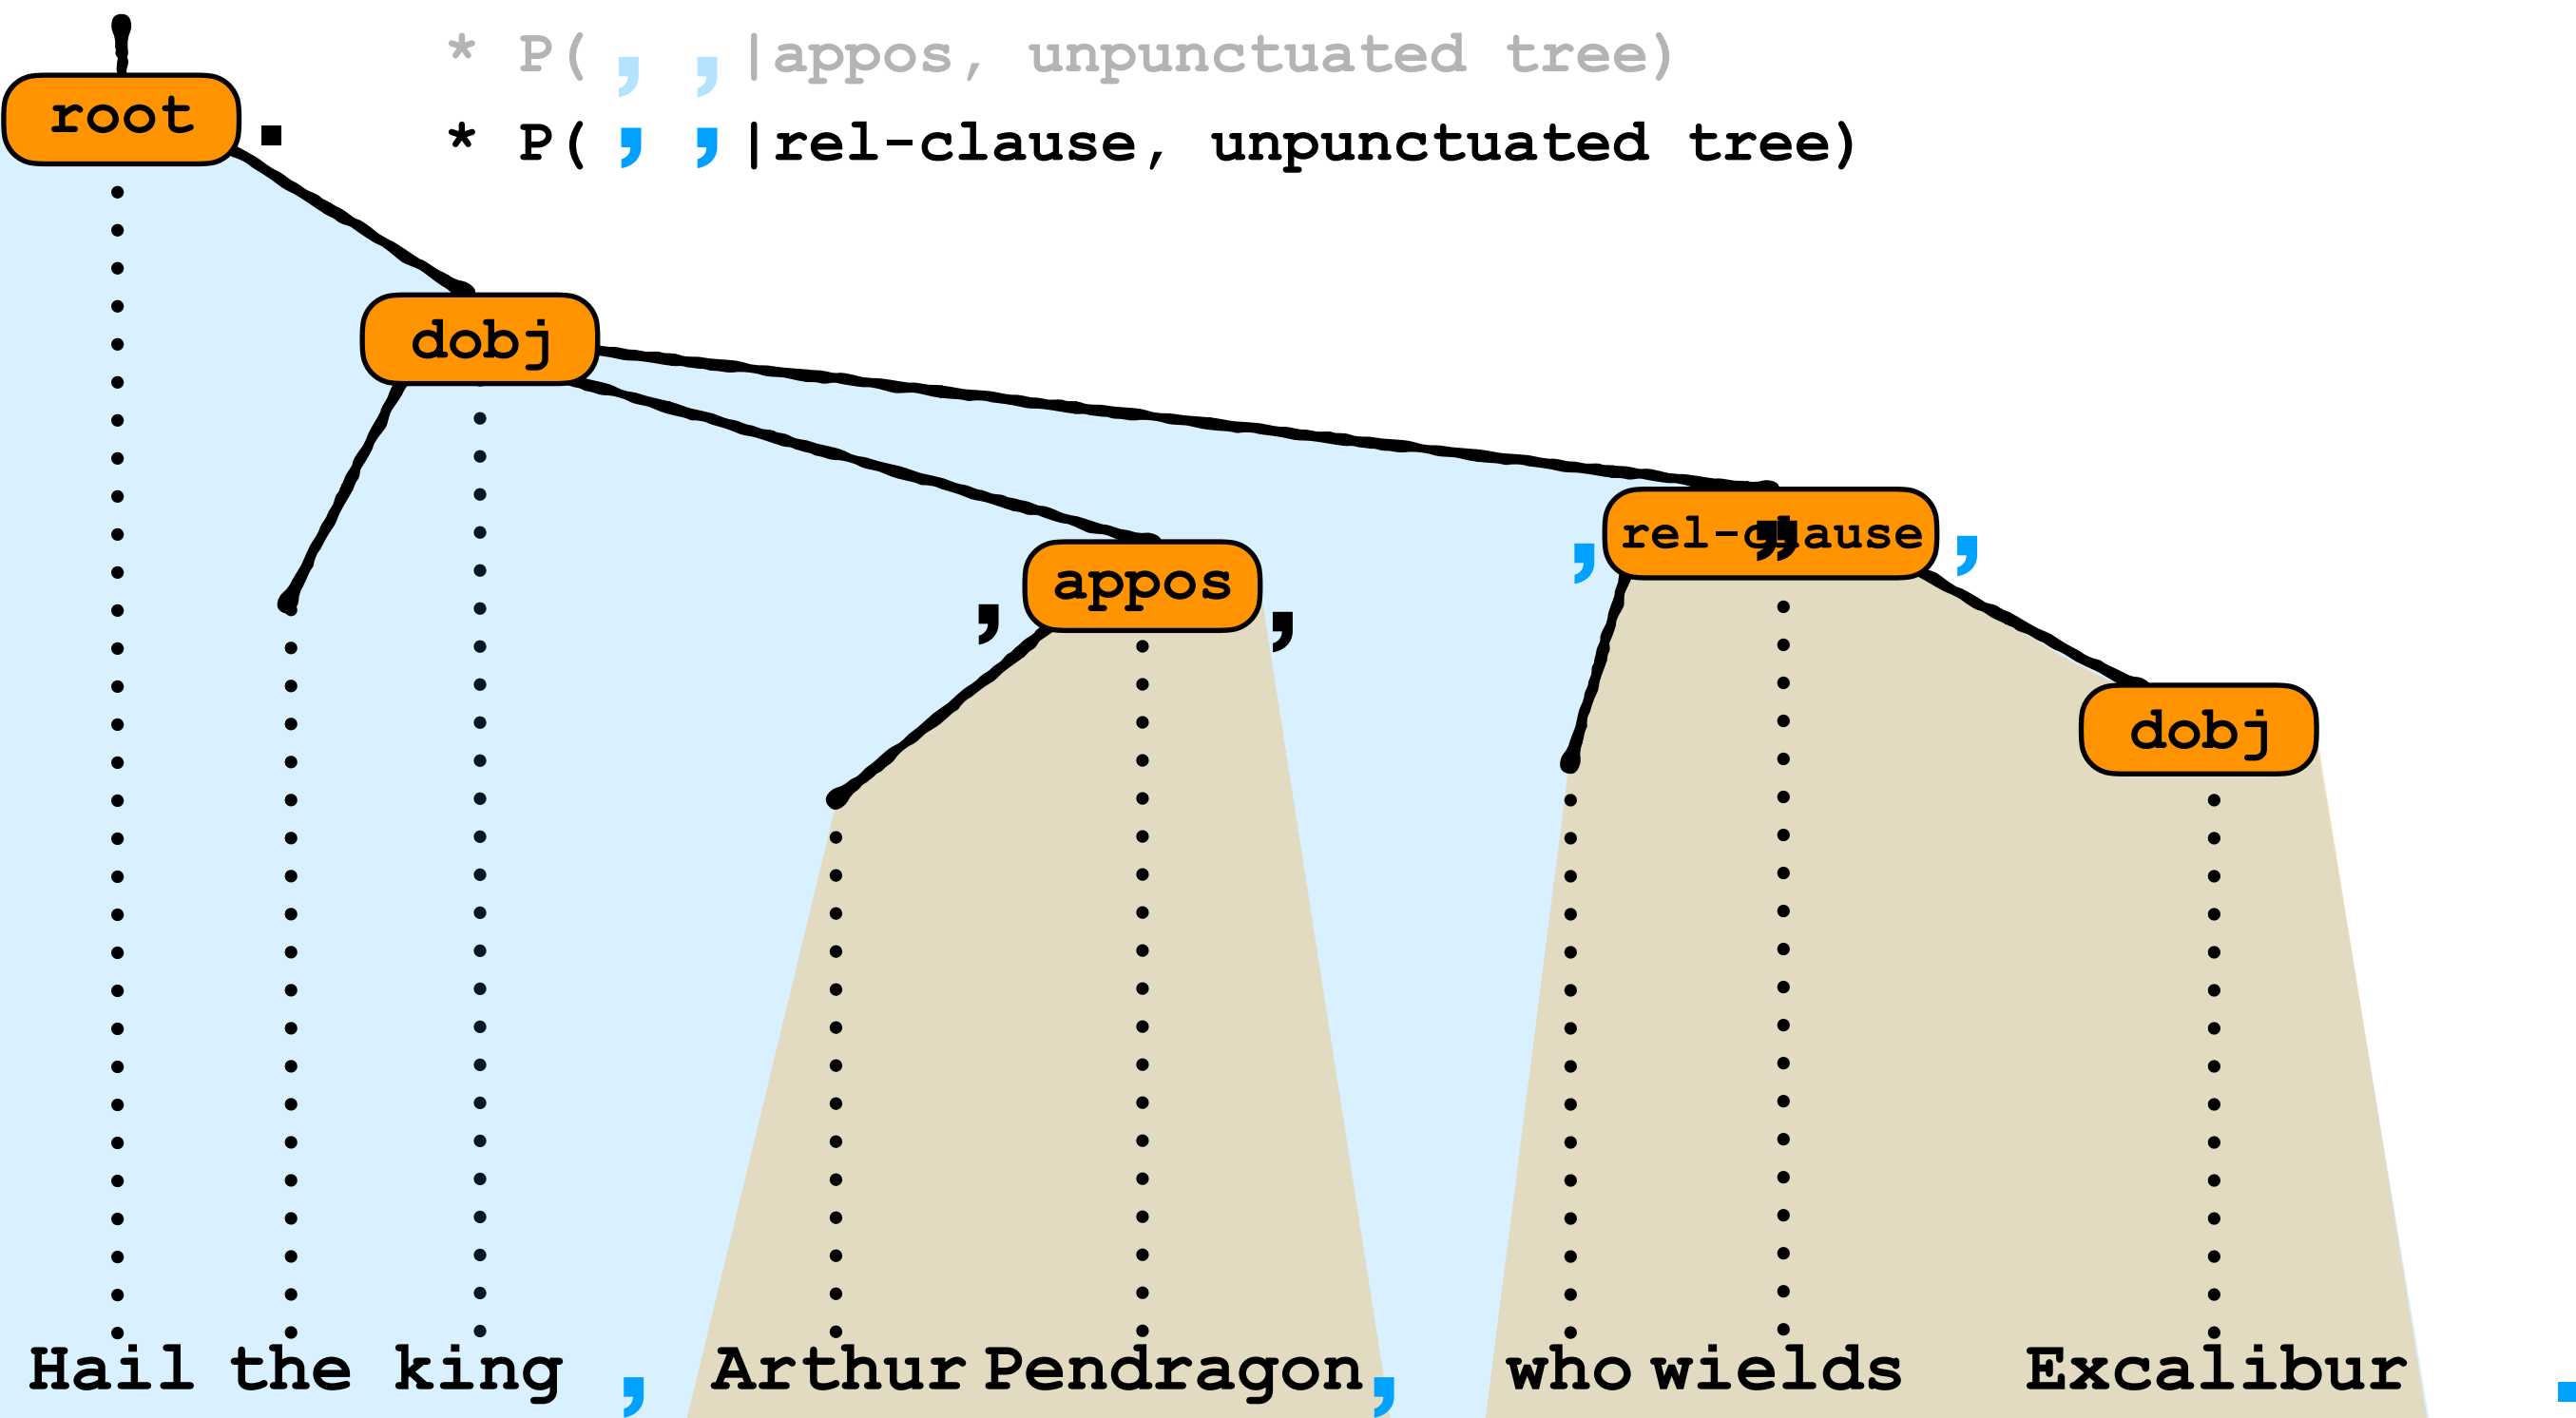 * P( , , |appos, unpunctuated tree)
root .
* P( , , |rel-clause, unpunctuated tree)
dobj
, rel-clause ,
, appos ,
dobj
Hail the king , Arthur Pendragon, who wields Excalibur .